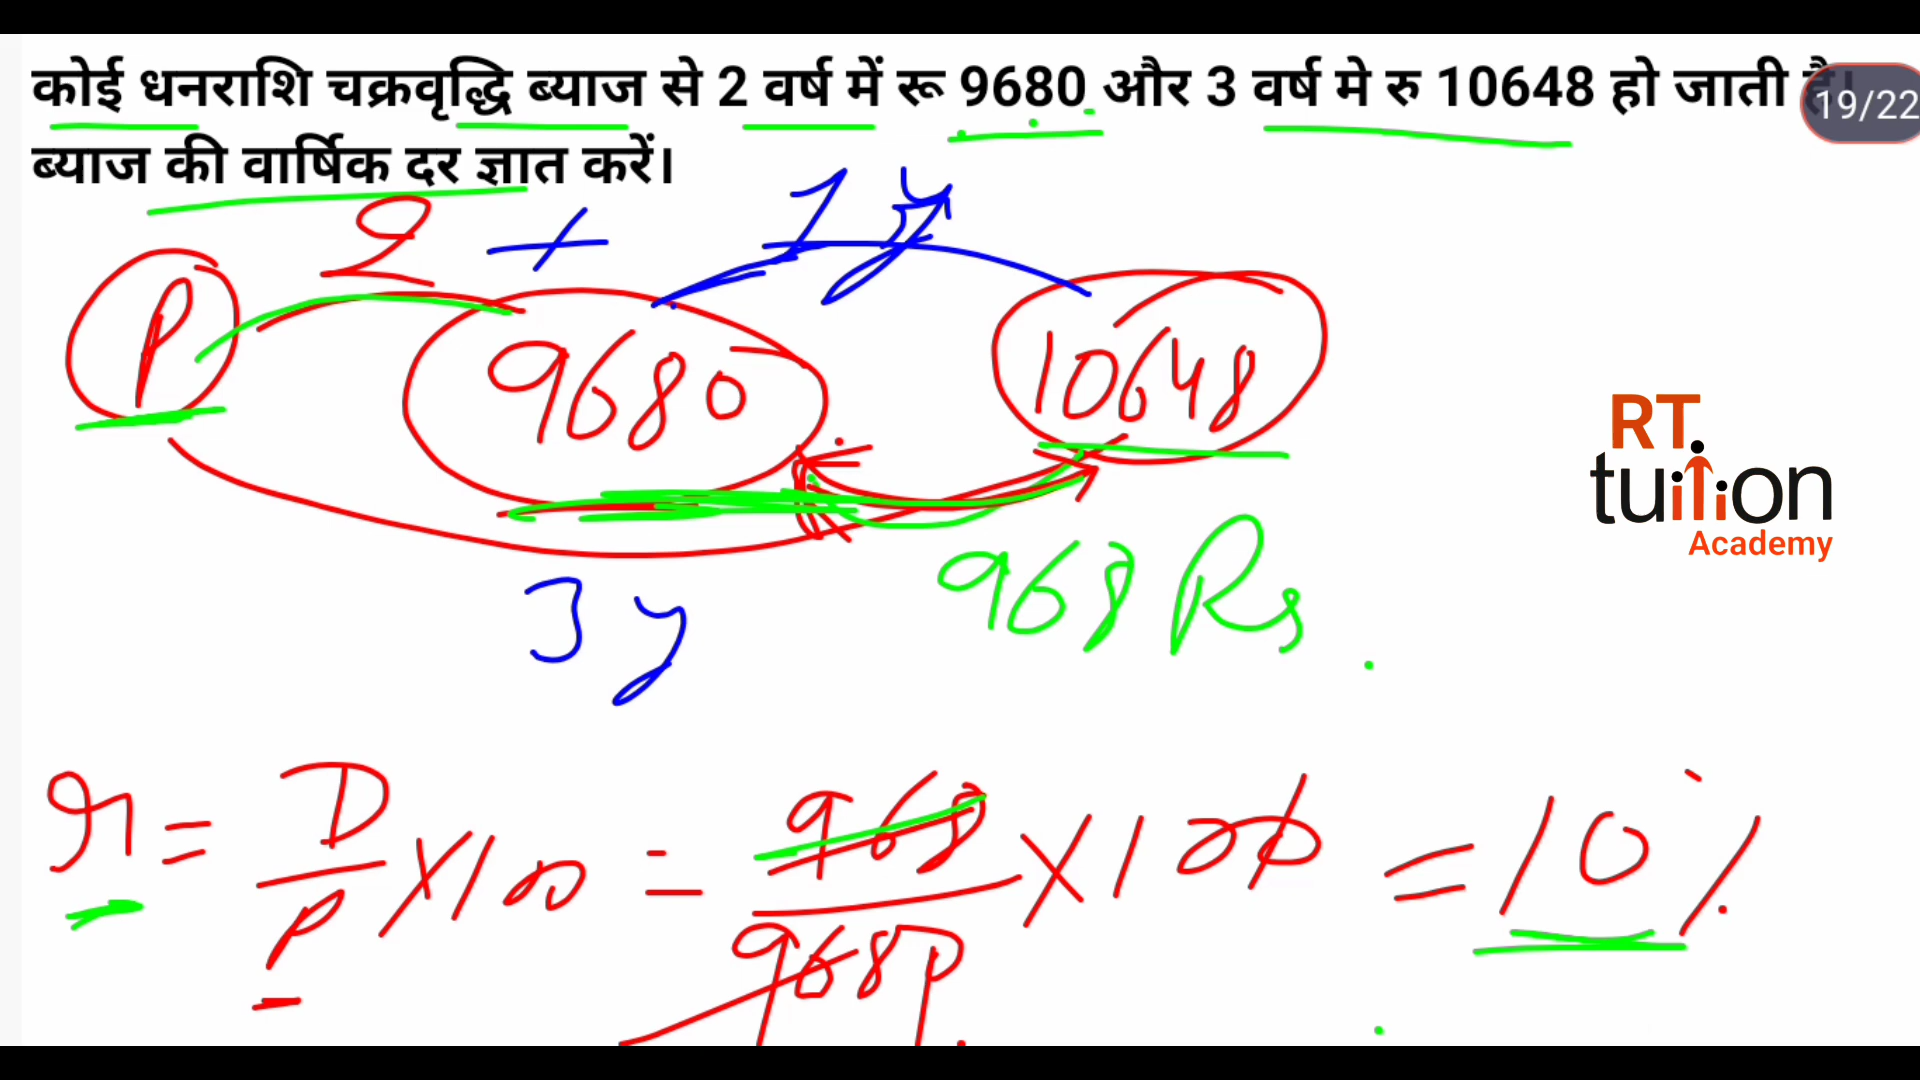 कोई धनराशि चक्रवृद्धि ब्याज से 2 वर्ष में रू 9680 और 3 वर्ष मे रु 10648 हो जाती है।
19/22
ब्याज की वार्षिक दर ज्ञात करें।
2 + 1 y
P 9680 10648
RT
tuition
Academy
968 Rs
3 y
r = D/P × 100 = 968/9680 × 100 = 10 %